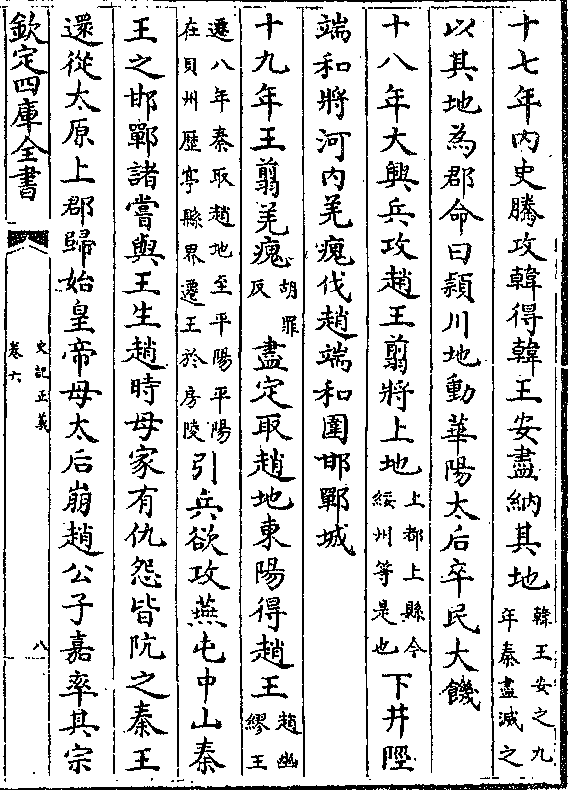 十七年内史騰攻韓得韓王安盡納其地韓王安之九年秦盡滅之
以其地為郡命曰頴川地動華陽太后卒民大饑
十八年大興兵攻趙王翦將上地上都上縣今綏州等是也下井陘
端和將河内羌瘣伐趙端和圍邯鄲城
十九年王翦羌瘣胡罪反盡定取趙地東陽得趙王趙幽繆王
遷八年秦取趙地至平陽平陽在貝州歷亭縣界遷王於房陵引兵欲攻燕屯中山秦
王之邯鄲諸嘗與王生趙時母家有仇怨皆阬之秦王
還從太原上郡歸始皇帝母太后崩趙公子嘉率其宗
欽定四庫全書
史記正義
卷六
八